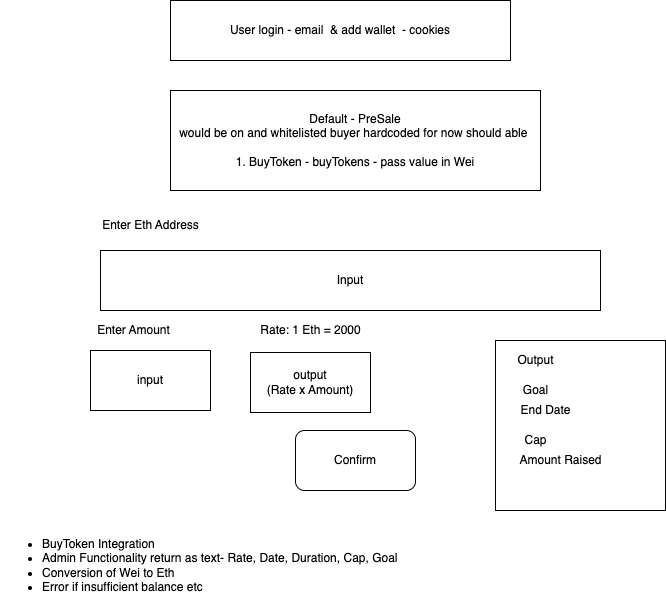 User login - email & add wallet - cookies
Default - PreSale
would be on and whitelisted buyer hardcoded for now should able
1. BuyToken - buyTokens - pass value in Wei
Enter Eth Address
Input
Enter Amount
Rate: 1 Eth = 2000
input
output
(Rate x Amount)
Confirm
Output
Goal
End Date
Cap
Amount Raised
• BuyToken Integration
• Admin Functionality return as text- Rate, Date, Duration, Cap, Goal
• Conversion of Wei to Eth
• Error if insufficient balance etc